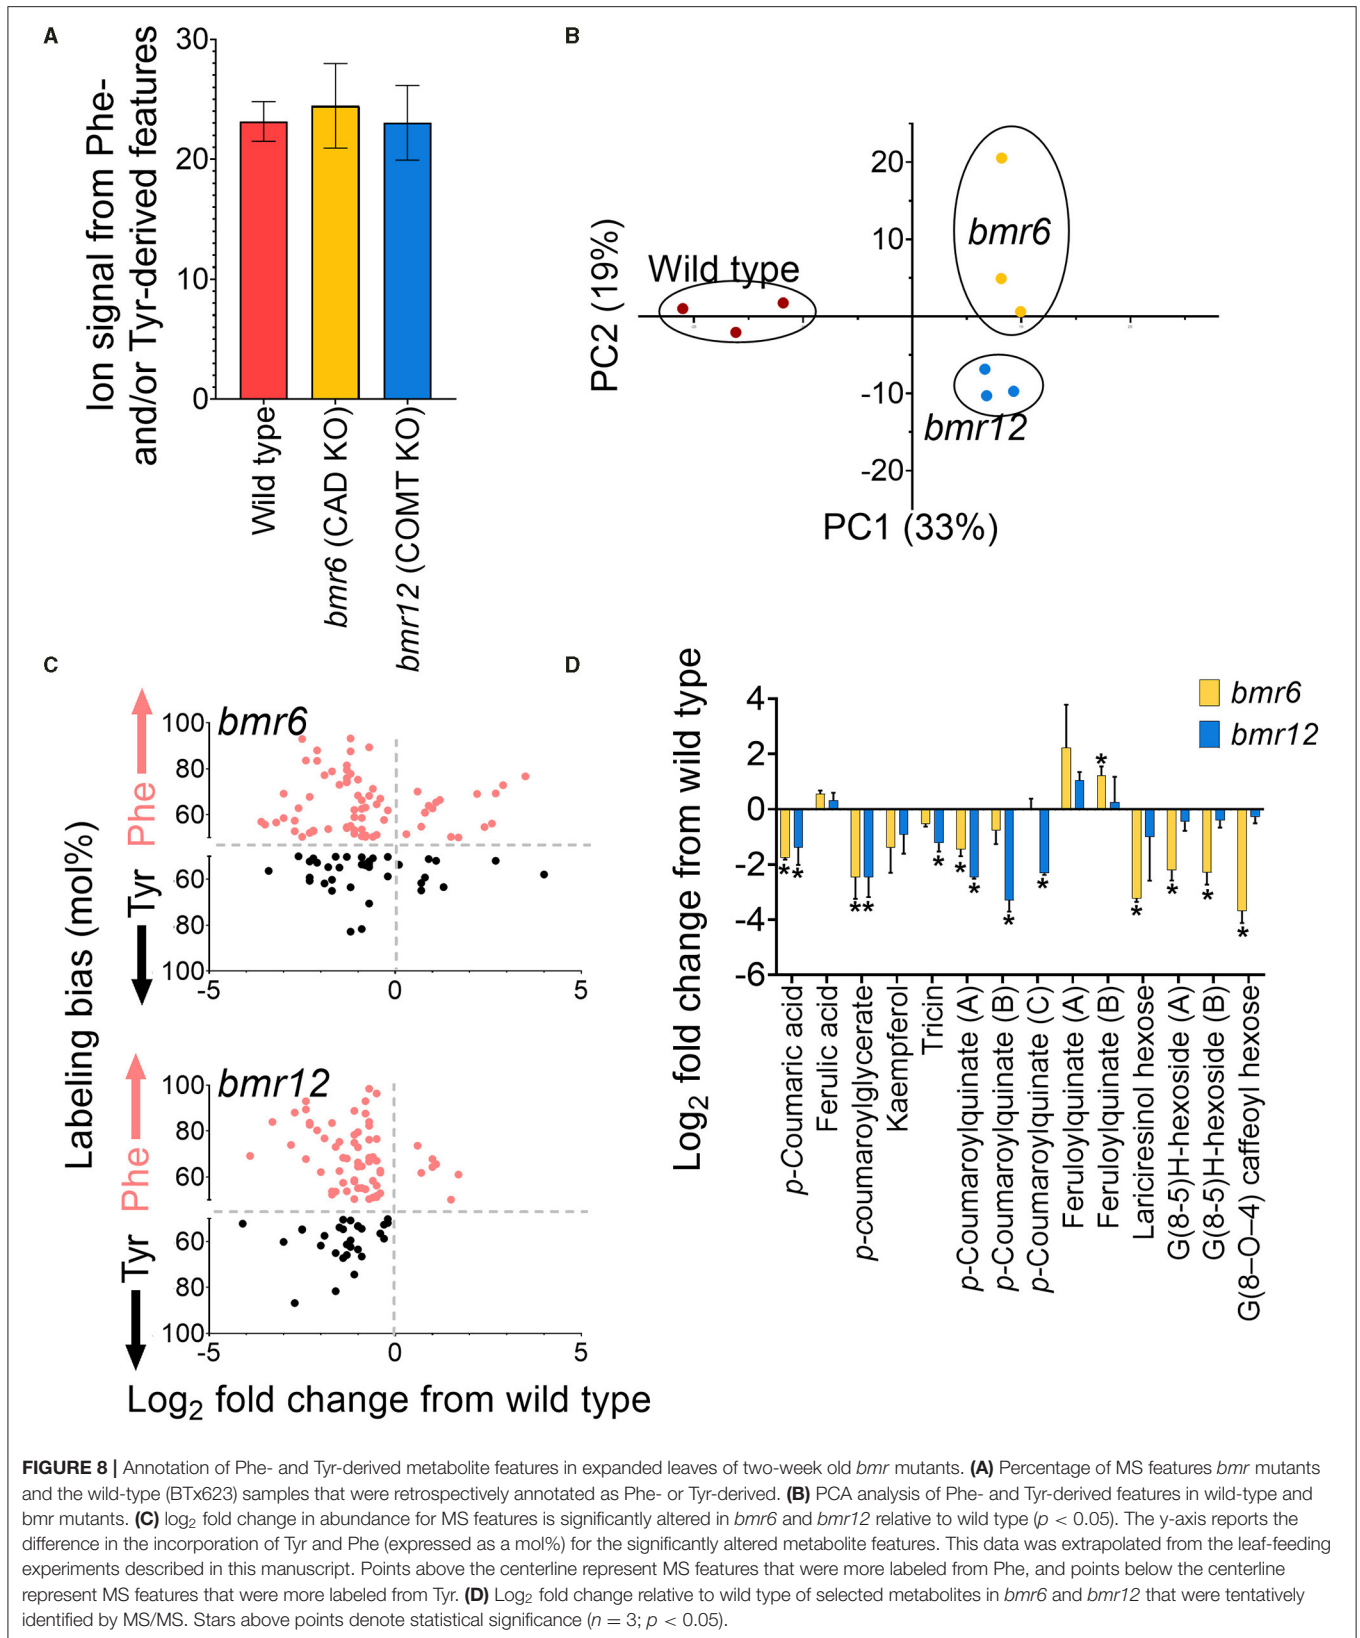 A
Ion signal from Phe-
and/or Tyr-derived features
30
20
10
0
Wild type
bmr6 (CAD KO)
bmr12 (COMT KO)
B
PC2 (19%)
20
10
-10
-20
Wild type
bmr6
bmr12
PC1 (33%)
C
Labeling bias (mol%)
Phe
Tyr
bmr6
100
80
60
60
80
100
-5
0
5
Phe
Tyr
bmr12
100
80
60
60
80
100
-5
0
5
Log2 fold change from wild type
D
Log2 fold change from wild type
4
2
0
-2
-4
-6
bmr6
bmr12
* * ** * * * * * * * * * *
p-Coumaric acid
Ferulic acid
p-coumaroylglycerate
Kaempferol
Tricin
p-Coumaroylquinate (A)
p-Coumaroylquinate (B)
p-Coumaroylquinate (C)
Feruloylquinate (A)
Feruloylquinate (B)
Lariciresinol hexose
G(8-5)H-hexoside (A)
G(8-5)H-hexoside (B)
G(8–O–4) caffeoyl hexose
FIGURE 8 | Annotation of Phe- and Tyr-derived metabolite features in expanded leaves of two-week old bmr mutants. (A) Percentage of MS features bmr mutants
and the wild-type (BTx623) samples that were retrospectively annotated as Phe- or Tyr-derived. (B) PCA analysis of Phe- and Tyr-derived features in wild-type and
bmr mutants. (C) log2 fold change in abundance for MS features is significantly altered in bmr6 and bmr12 relative to wild type (p < 0.05). The y-axis reports the
difference in the incorporation of Tyr and Phe (expressed as a mol%) for the significantly altered metabolite features. This data was extrapolated from the leaf-feeding
experiments described in this manuscript. Points above the centerline represent MS features that were more labeled from Phe, and points below the centerline
represent MS features that were more labeled from Tyr. (D) Log2 fold change relative to wild type of selected metabolites in bmr6 and bmr12 that were tentatively
identified by MS/MS. Stars above points denote statistical significance (n = 3; p < 0.05).